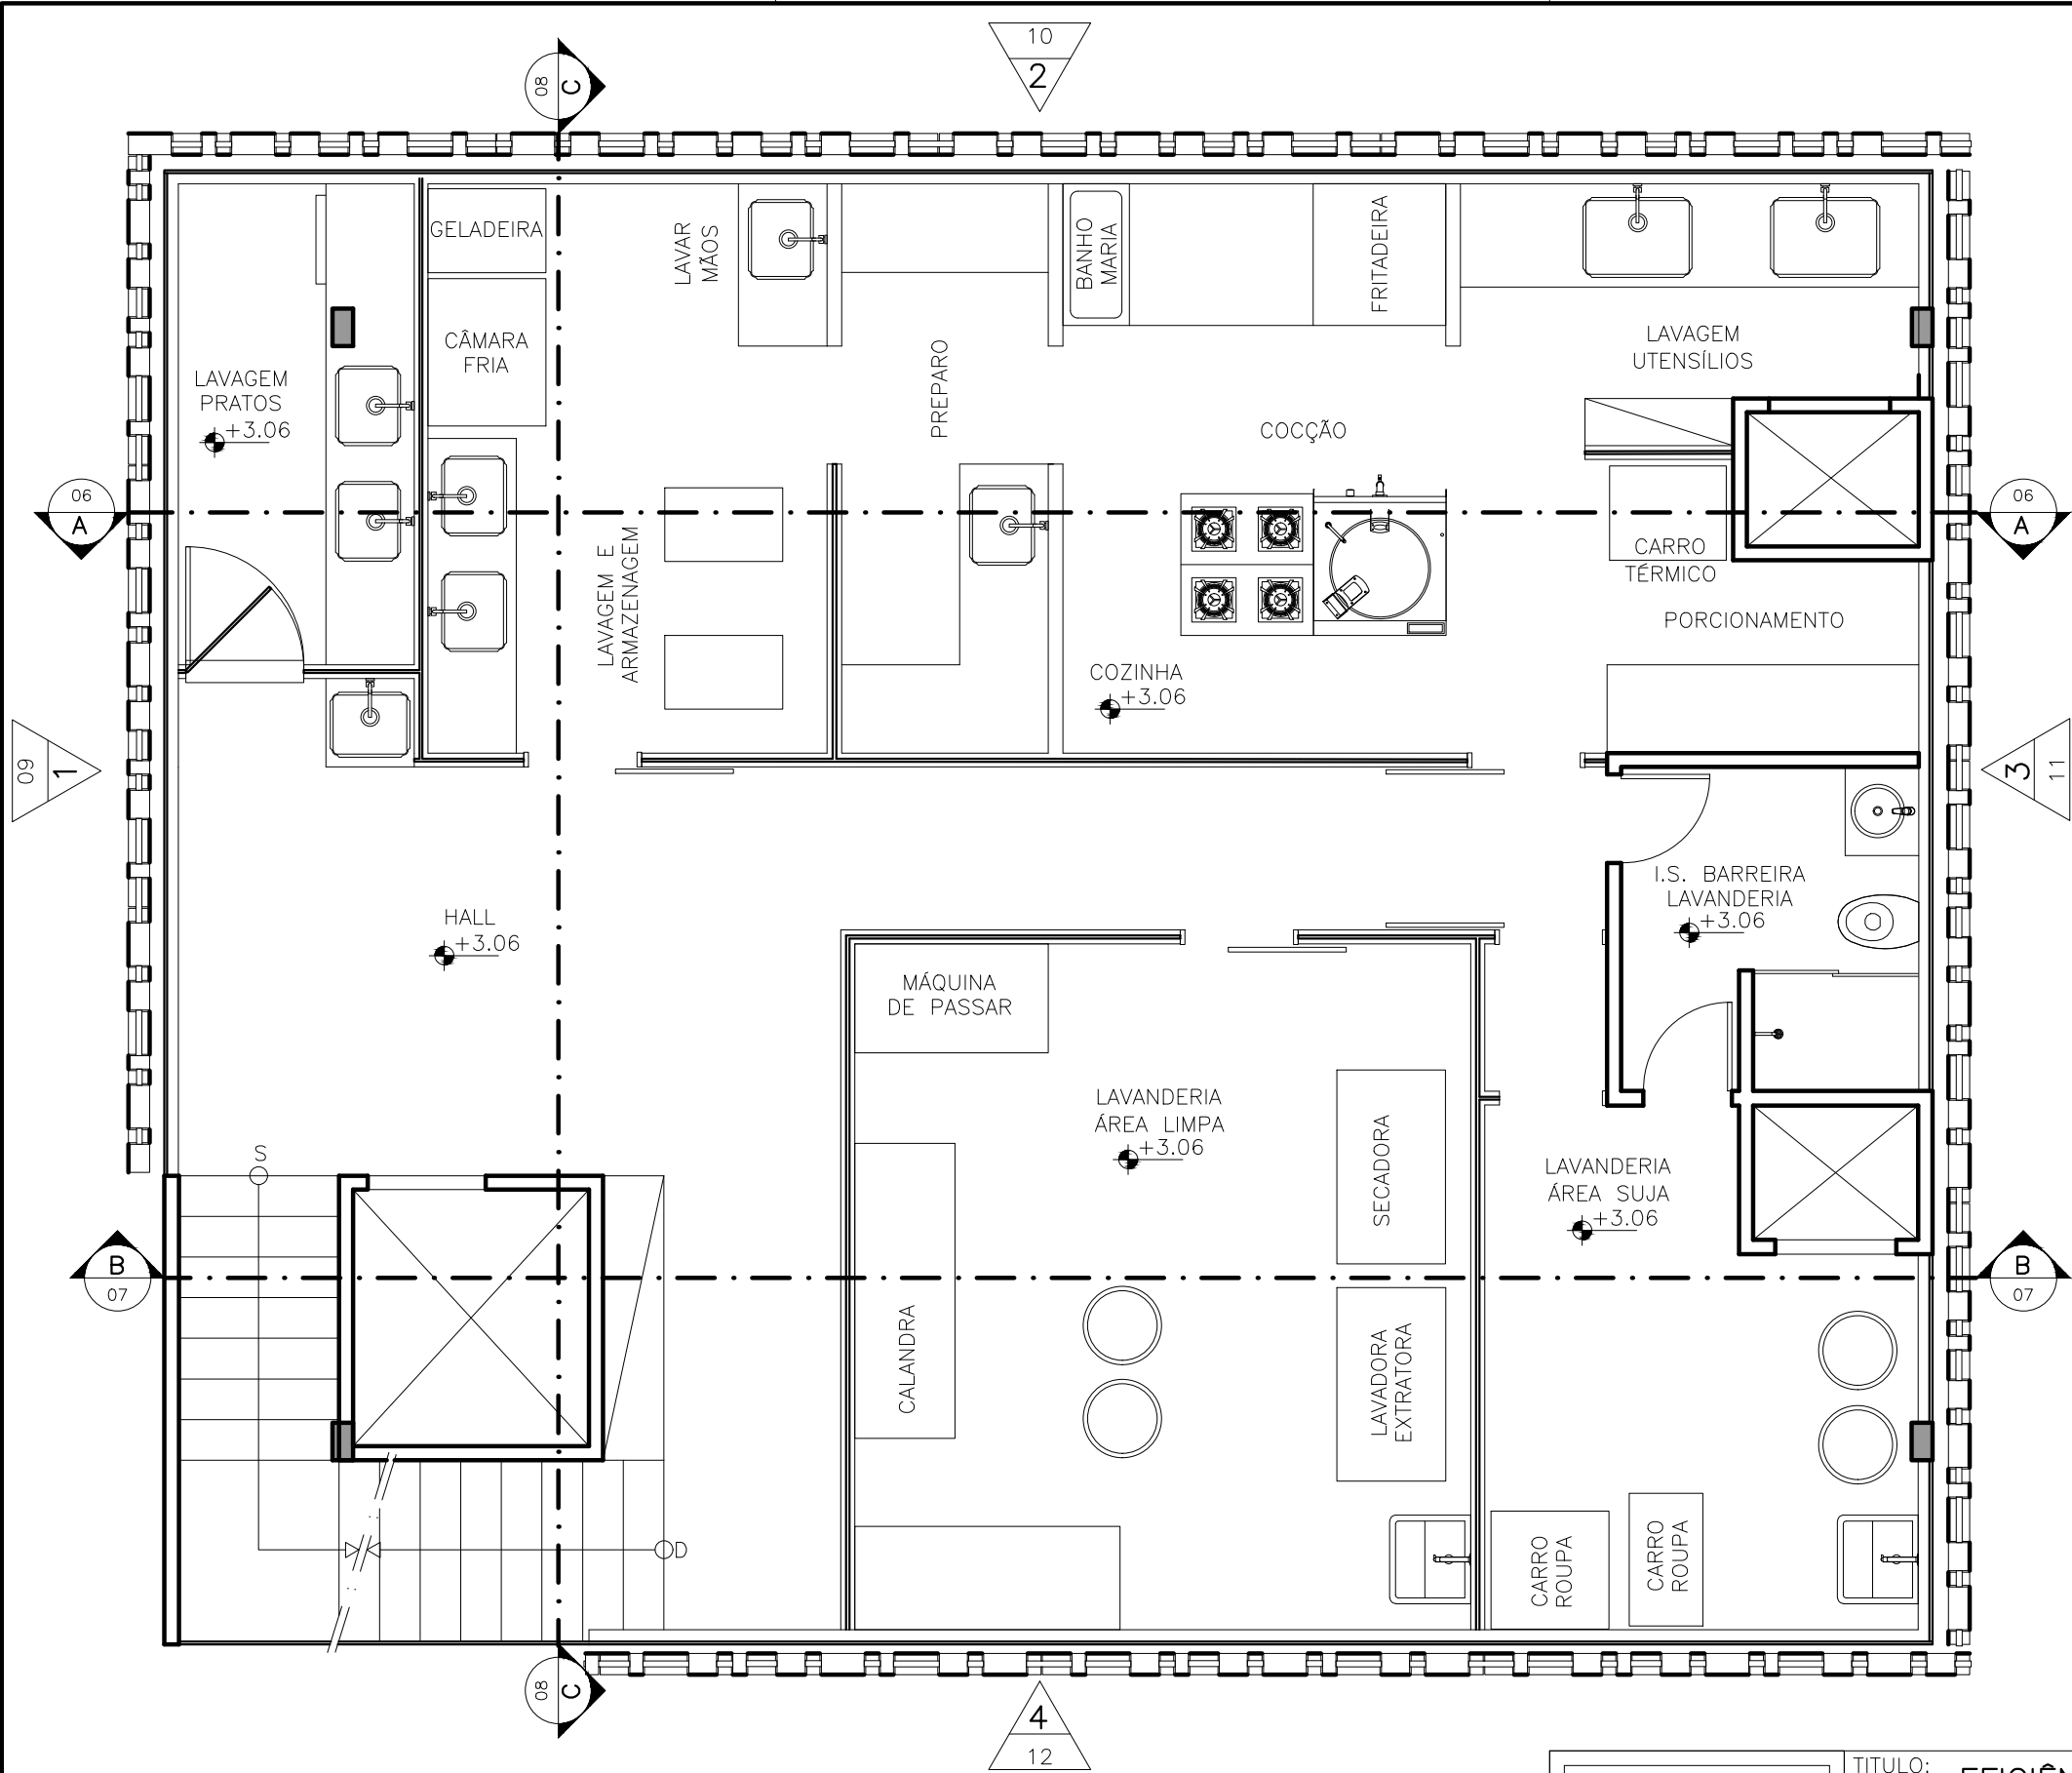 10
2
08
C
GELADEIRA
LAVAR
MÃOS
BANHO
MARIA
FRITADEIRA
CÂMARA
FRIA
LAVAGEM
PRATOS
+3.06
PREPARO
COCÇÃO
LAVAGEM
UTENSÍLIOS
06
A
06
A
LAVAGEM E
ARMAZENAGEM
CARRO
TÉRMICO
PORCIONAMENTO
COZINHA
+3.06
09
1
3
11
I.S. BARREIRA
LAVANDERIA
+3.06
HALL
+3.06
MÁQUINA
DE PASSAR
LAVANDERIA
ÁREA LIMPA
+3.06
SECADORA
LAVANDERIA
ÁREA SUJA
+3.06
S
B
07
B
07
CALANDRA
LAVADORA
EXTRATORA
CARRO
ROUPA
CARRO
ROUPA
D
08
C
4
12
TITULO: